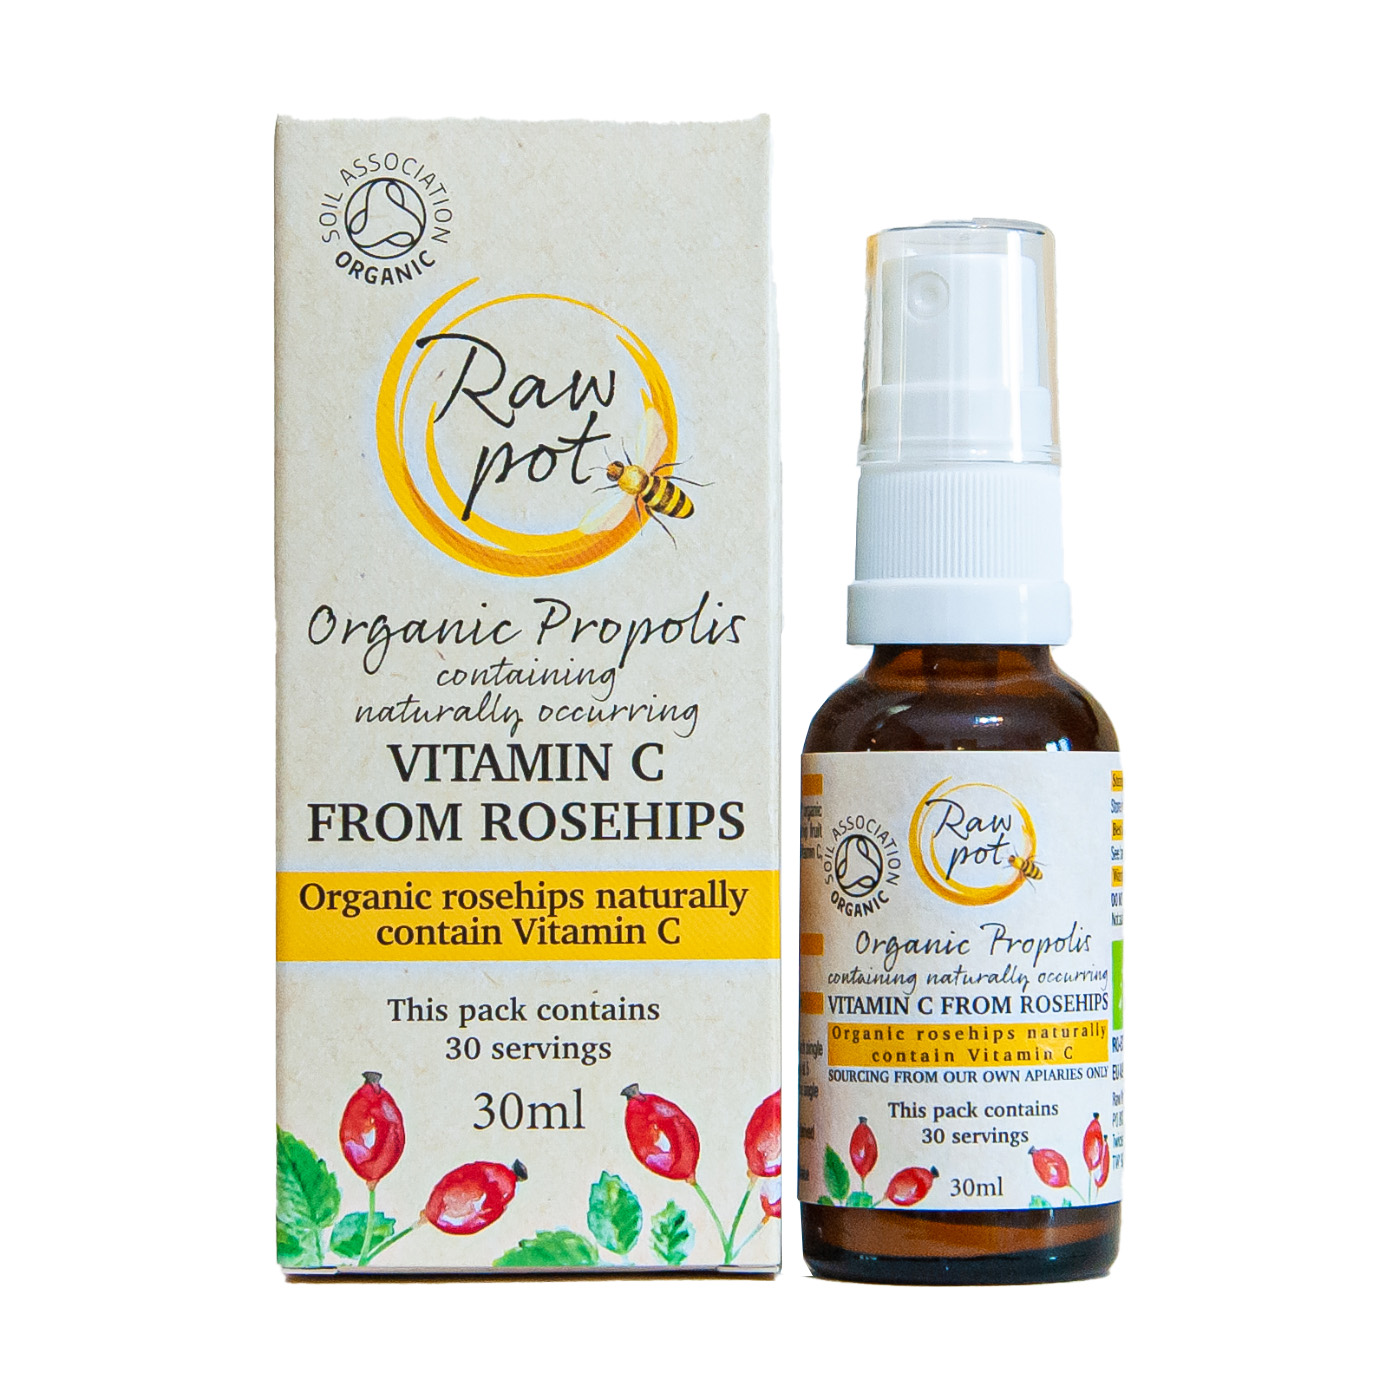 SOIL ASSOCIATION
ORGANIC
Raw
pot
Organic Propolis
containing
naturally occurring
VITAMIN C
FROM ROSEHIPS
Organic rosehips naturally
contain Vitamin C
This pack contains
30 servings
30ml
SOIL ASSOCIATION
ORGANIC
Raw
pot
Organic Propolis
containing naturally occurring
VITAMIN C FROM ROSEHIPS
Organic rosehips naturally
contain Vitamin C
SOURCING FROM OUR OWN APIARIES ONLY
This pack contains
30 servings
30ml
fruit
single